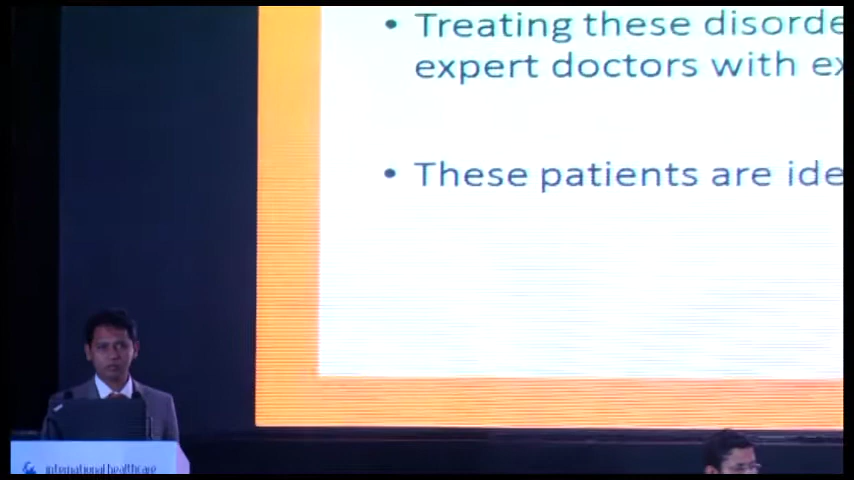 • Treating these disorde
expert doctors with ex
• These patients are ide
international healthcare